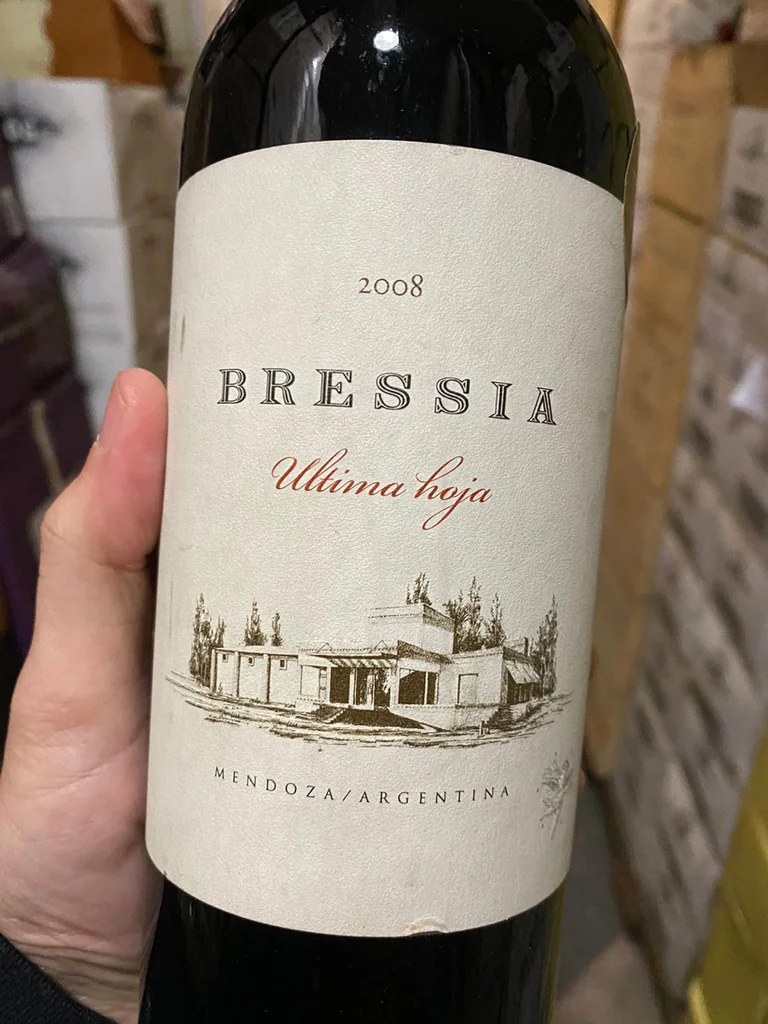 2008
BRESSIA
Ultima hoja
MENDOZA/ARGENTINA